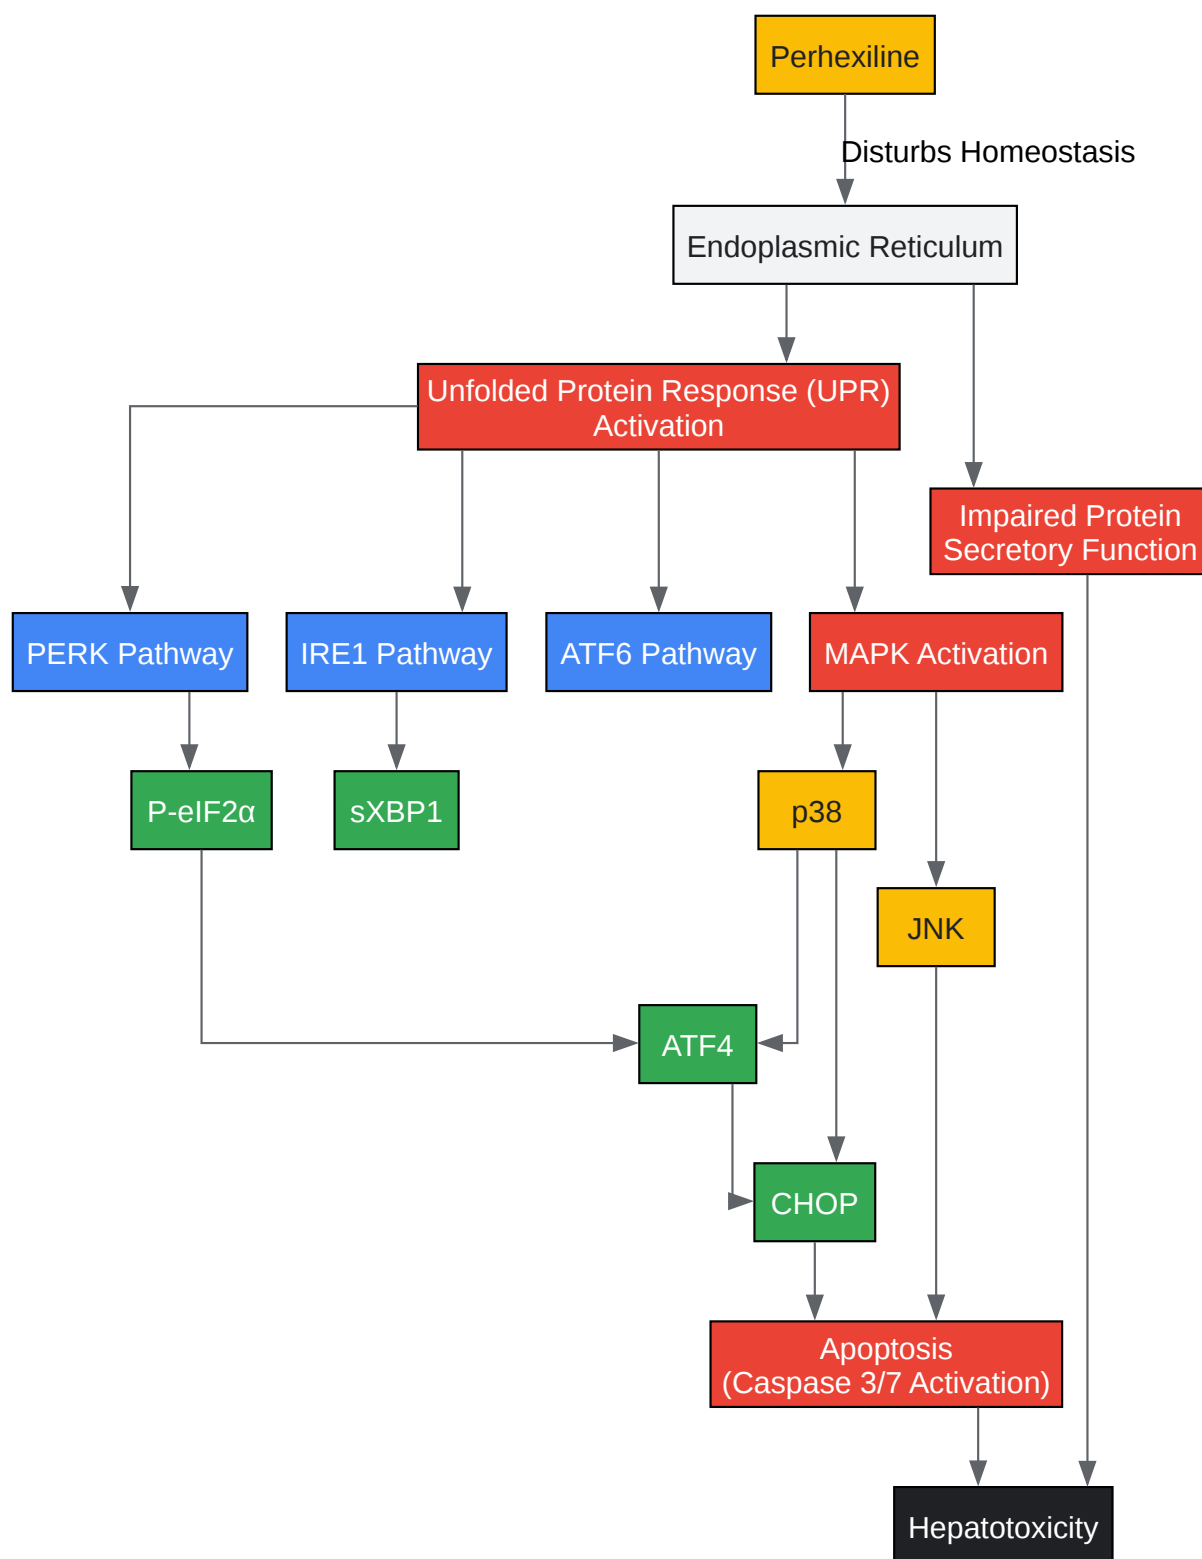 Perhexiline
Disturbs Homeostasis
Endoplasmic Reticulum
Unfolded Protein Response (UPR)
Activation
Impaired Protein
Secretory Function
PERK Pathway
IRE1 Pathway
ATF6 Pathway
MAPK Activation
P-eIF2α
sXBP1
p38
JNK
ATF4
CHOP
Apoptosis
(Caspase 3/7 Activation)
Hepatotoxicity